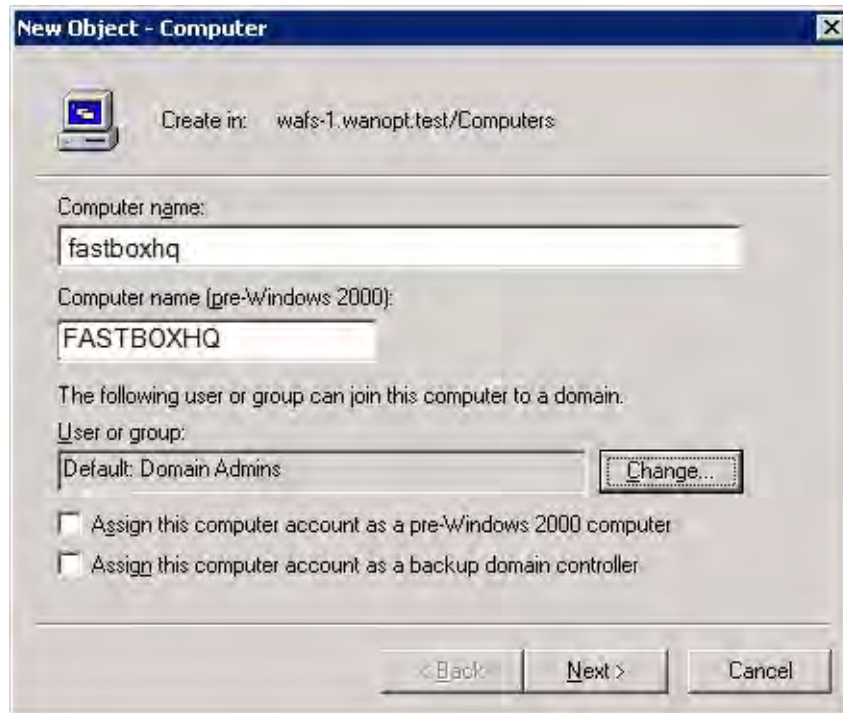 New Object - Computer
Create in: wafs-1.wanopt.test/Computers
Computer name:
fastboxhq
Computer name (pre-Windows 2000):
FASTBOXHQ
The following user or group can join this computer to a domain.
User or group:
Default: Domain Admins
Change...
Assign this computer account as a pre-Windows 2000 computer
Assign this computer account as a backup domain controller
< Back Next > Cancel